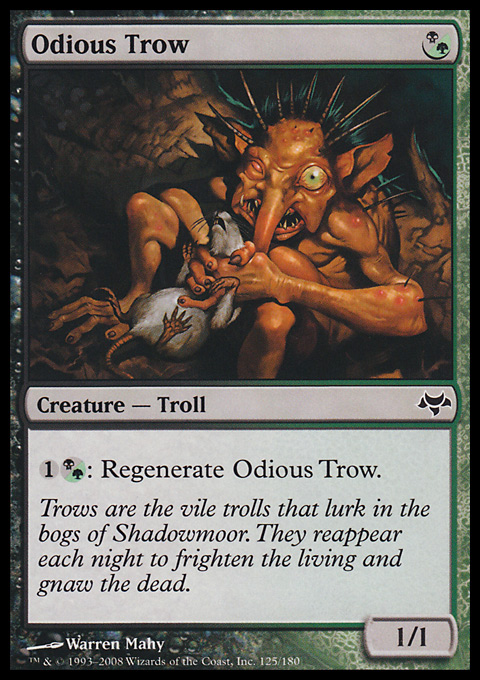 Odious Trow
Creature — Troll
1: Regenerate Odious Trow.
Trows are the vile trolls that lurk in the
bogs of Shadowmoor. They reappear
each night to frighten the living and
gnaw the dead.
Warren Mahy
1/1
™ & © 1993–2008 Wizards of the Coast, Inc. 125/180